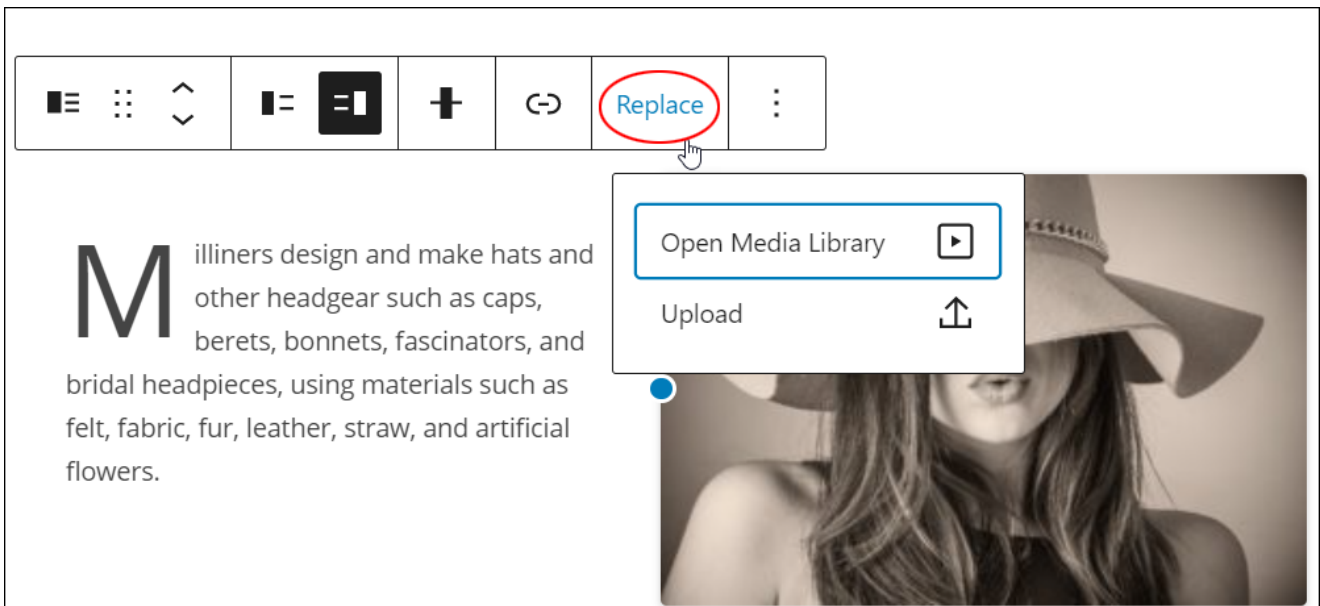 Replace
Open Media Library
Upload
Milliners design and make hats and
other headgear such as caps,
berets, bonnets, fascinators, and
bridal headpieces, using materials such as
felt, fabric, fur, leather, straw, and artificial
flowers.